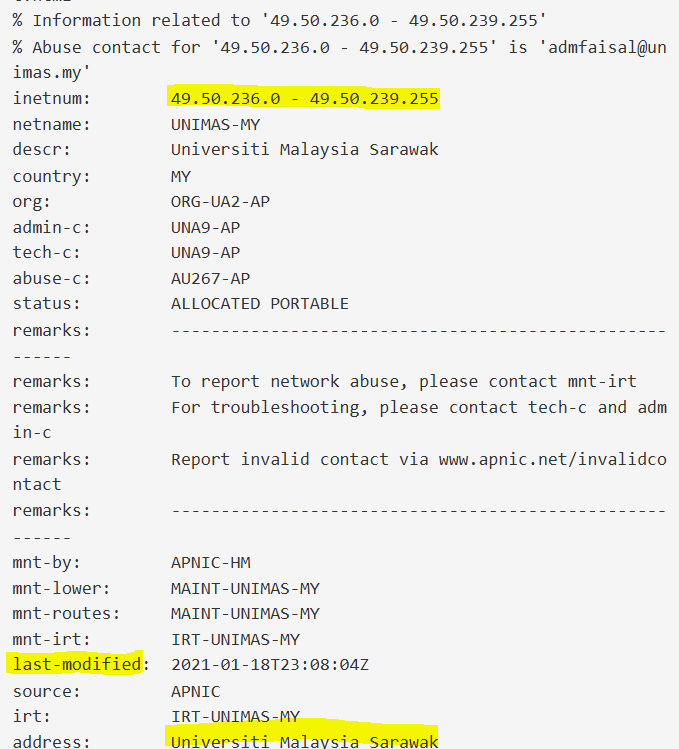 % Information related to '49.50.236.0 - 49.50.239.255'
% Abuse contact for '49.50.236.0 - 49.50.239.255' is 'admfaisal@un
imas.my'
inetnum: 49.50.236.0 - 49.50.239.255
netname: UNIMAS-MY
descr: Universiti Malaysia Sarawak
country: MY
org: ORG-UA2-AP
admin-c: UNA9-AP
tech-c: UNA9-AP
abuse-c: AU267-AP
status: ALLOCATED PORTABLE
remarks: --------------------------------------------------
------
remarks: To report network abuse, please contact mnt-irt
remarks: For troubleshooting, please contact tech-c and adm
in-c
remarks: Report invalid contact via www.apnic.net/invalidco
ntact
remarks: --------------------------------------------------
------
mnt-by: APNIC-HM
mnt-lower: MAINT-UNIMAS-MY
mnt-routes: MAINT-UNIMAS-MY
mnt-irt: IRT-UNIMAS-MY
last-modified: 2021-01-18T23:08:04Z
source: APNIC
irt: IRT-UNIMAS-MY
address: Universiti Malaysia Sarawak